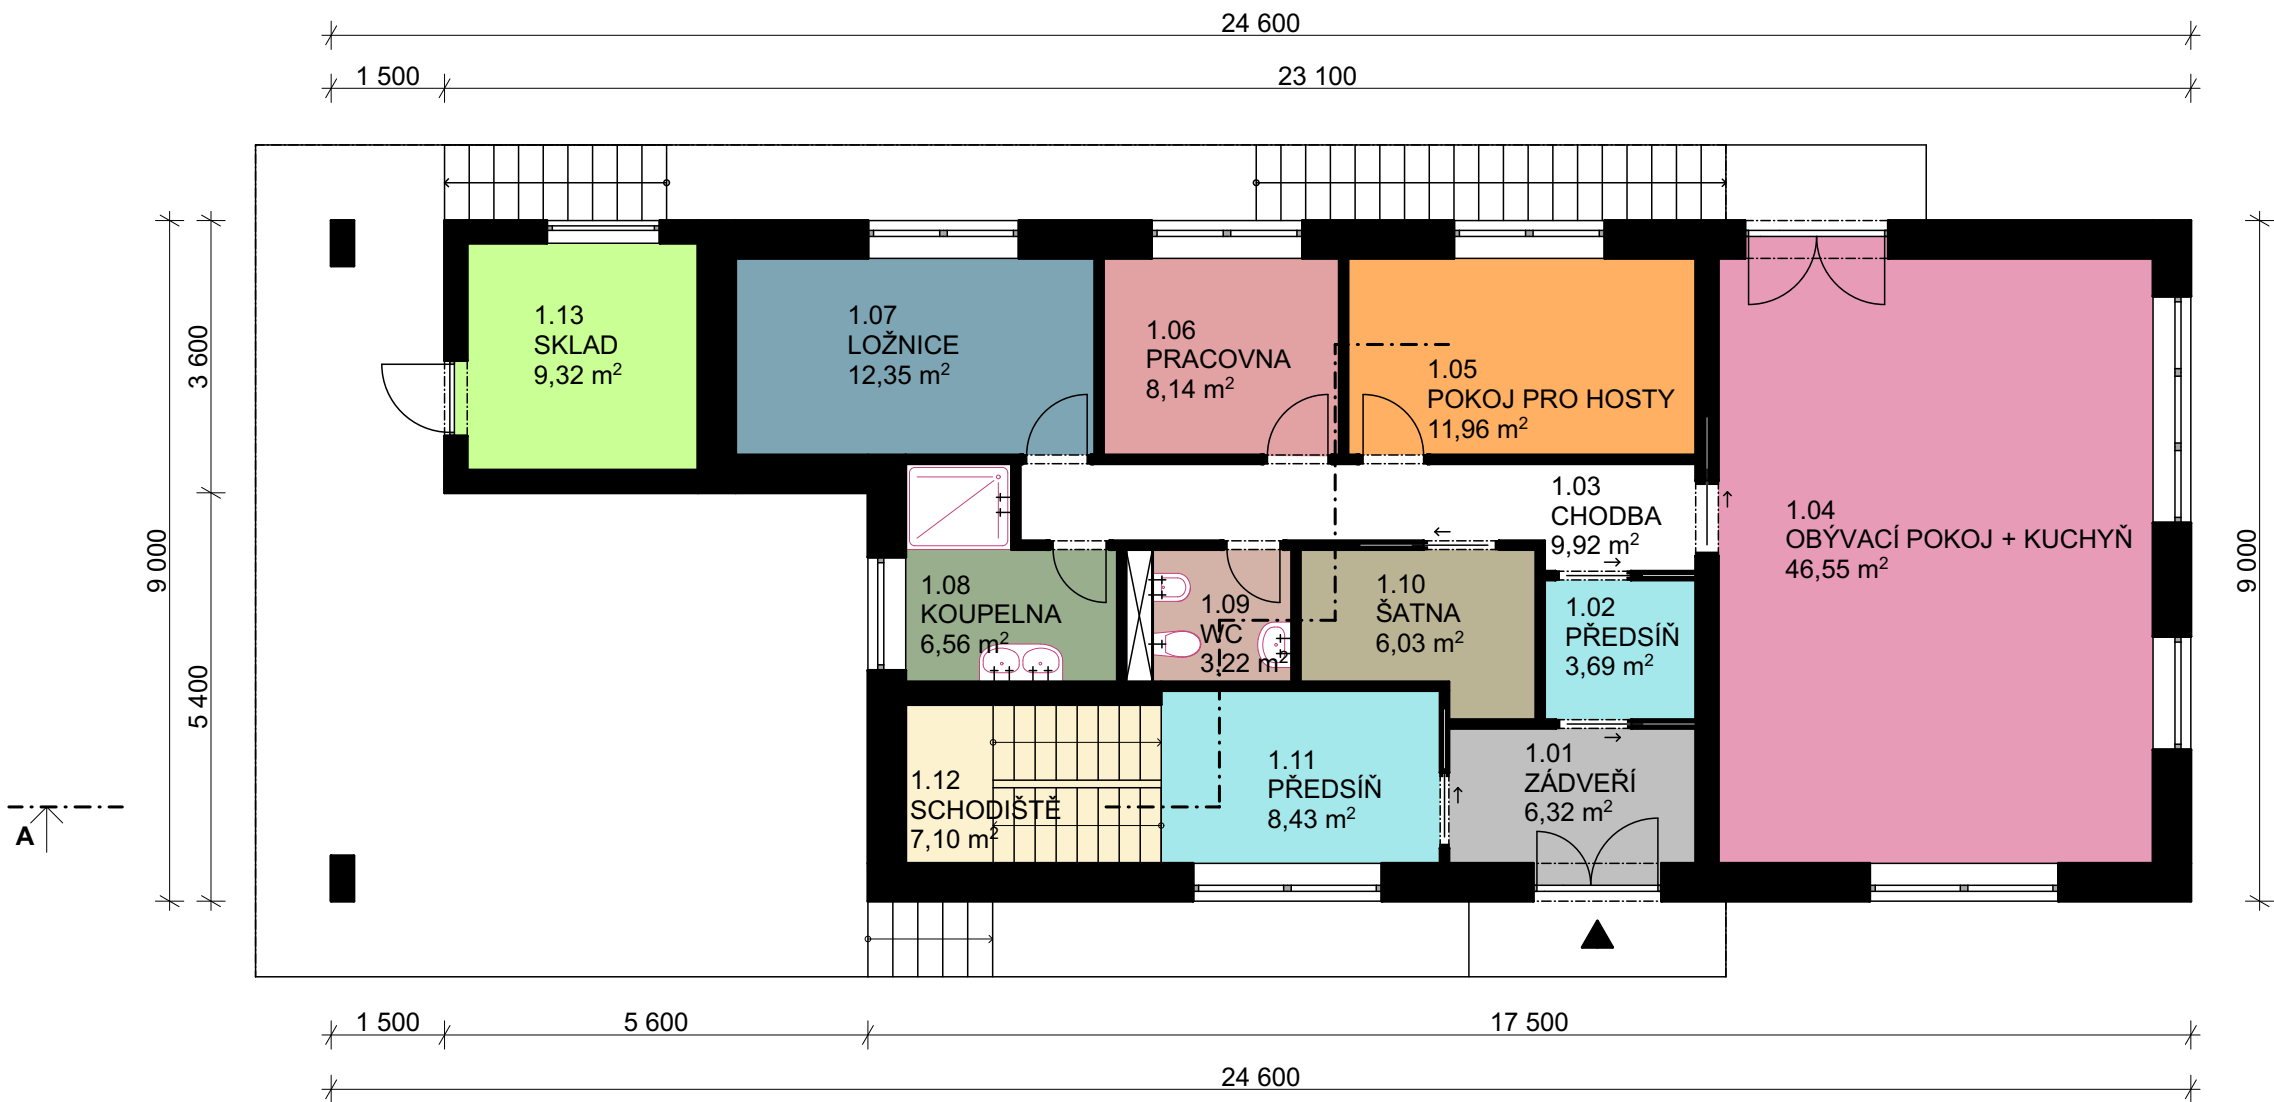 24 600
1 500
23 100
9 000
3 600
5 400
9 000
1.13
SKLAD
9,32 m²
1.07
LOŽNICE
12,35 m²
1.06
PRACOVNA
8,14 m²
1.05
POKOJ PRO HOSTY
11,96 m²
1.03
CHODBA
9,92 m²
1.04
OBÝVACÍ POKOJ + KUCHYŇ
46,55 m²
1.08
KOUPELNA
6,56 m²
1.09
WC
3,22 m²
1.10
ŠATNA
6,03 m²
1.02
PŘEDSÍŇ
3,69 m²
1.12
SCHODIŠTĚ
7,10 m²
1.11
PŘEDSÍŇ
8,43 m²
1.01
ZÁDVEŘÍ
6,32 m²
A
1 500
5 600
17 500
24 600